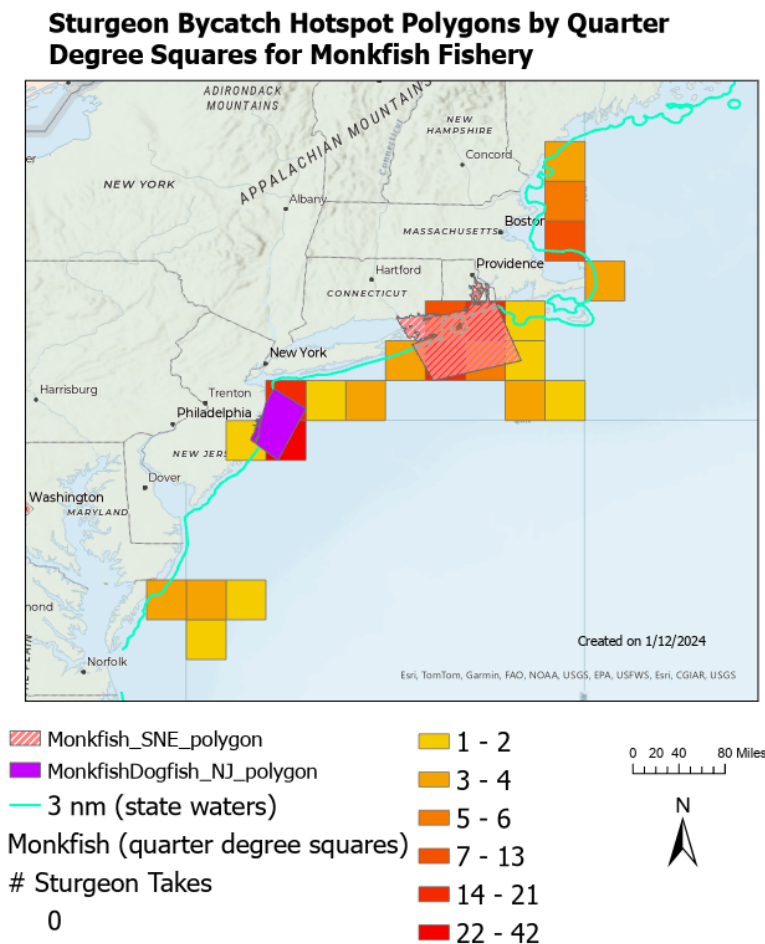 Sturgeon Bycatch Hotspot Polygons by Quarter
Degree Squares for Monkfish Fishery
ADIRONDACK
MOUNTAINS
APPALACHIAN MOUNTAINS
Connecticut
NEW
HAMPSHIRE
Concord
er
NEW YORK
Albany
Boston
MASSACHUSETTS
Providence
Hartford
CONNECTICUT
New York
Harrisburg
Trenton
Philadelphia
NEW JERS
Dover
Washington
MARYLAND
mond
Norfolk
Created on 1/12/2024
Esri, TomTom, Garmin, FAO, NOAA, USGS, EPA, USFWS, Esri, CGIAR, USGS
Monkfish_SNE_polygon
MonkfishDogfish_NJ_polygon
3 nm (state waters)
Monkfish (quarter degree squares)
# Sturgeon Takes
0
1 - 2
3 - 4
5 - 6
7 - 13
14 - 21
22 - 42
0 20 40 80 Miles
N